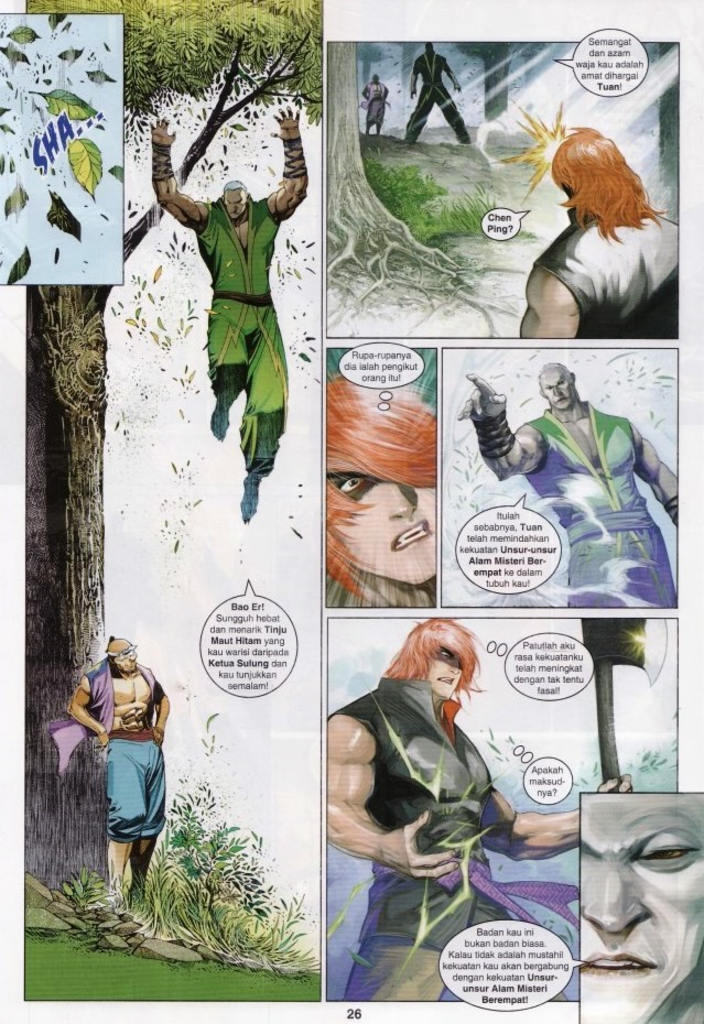 SHA...
Bao Er!
Sungguh hebat
dan menarik Tinju
Maut Hitam yang
kau warisi daripada
Ketua Sulung dan
kau tunjukkan
semalam!
Semangat
dan azam
waja kau adalah
amat dihargai
Tuan!
Chen
Ping?
Rupa-rupanya
dia ialah pengikut
orang itu!
Itulah
sebabnya, Tuan
telah memindahkan
kekuatan Unsur-unsur
Alam Misteri Ber-
empat ke dalam
tubuh kau!
Patutlah aku
rasa kekuatanku
telah meningkat
dengan tak tentu
fasal!
Apakah
maksud-
nya?
Badan kau ini
bukan badan biasa.
Kalau tidak adalah mustahil
kekuatan kau akan bergabung
dengan kekuatan Unsur-
unsur Alam Misteri
Berempat!
26